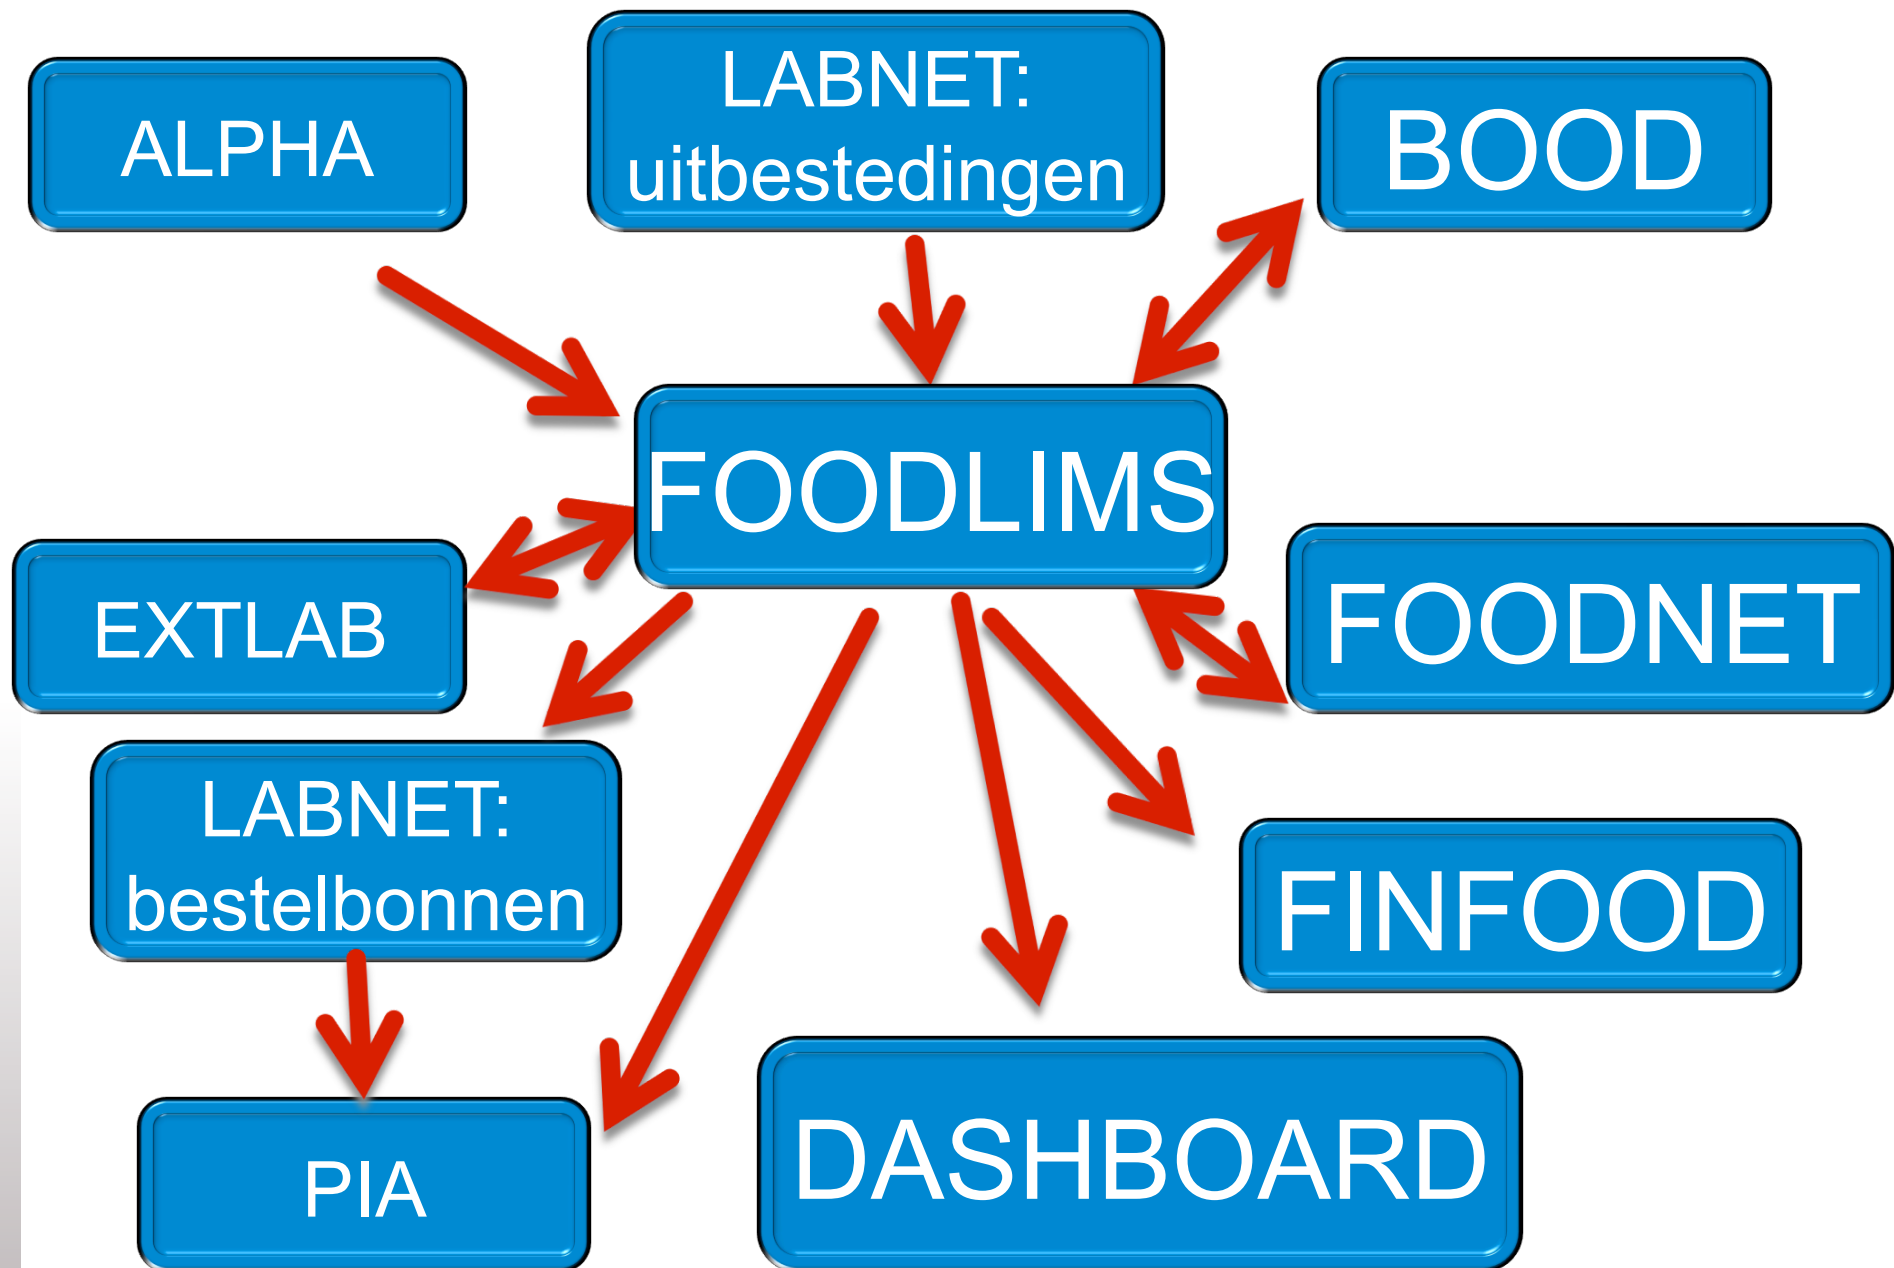 ALPHA
LABNET:
uitbestedingen
BOOD
FOODLIMS
EXTLAB
FOODNET
LABNET:
bestelbonnen
FINFOOD
PIA
DASHBOARD